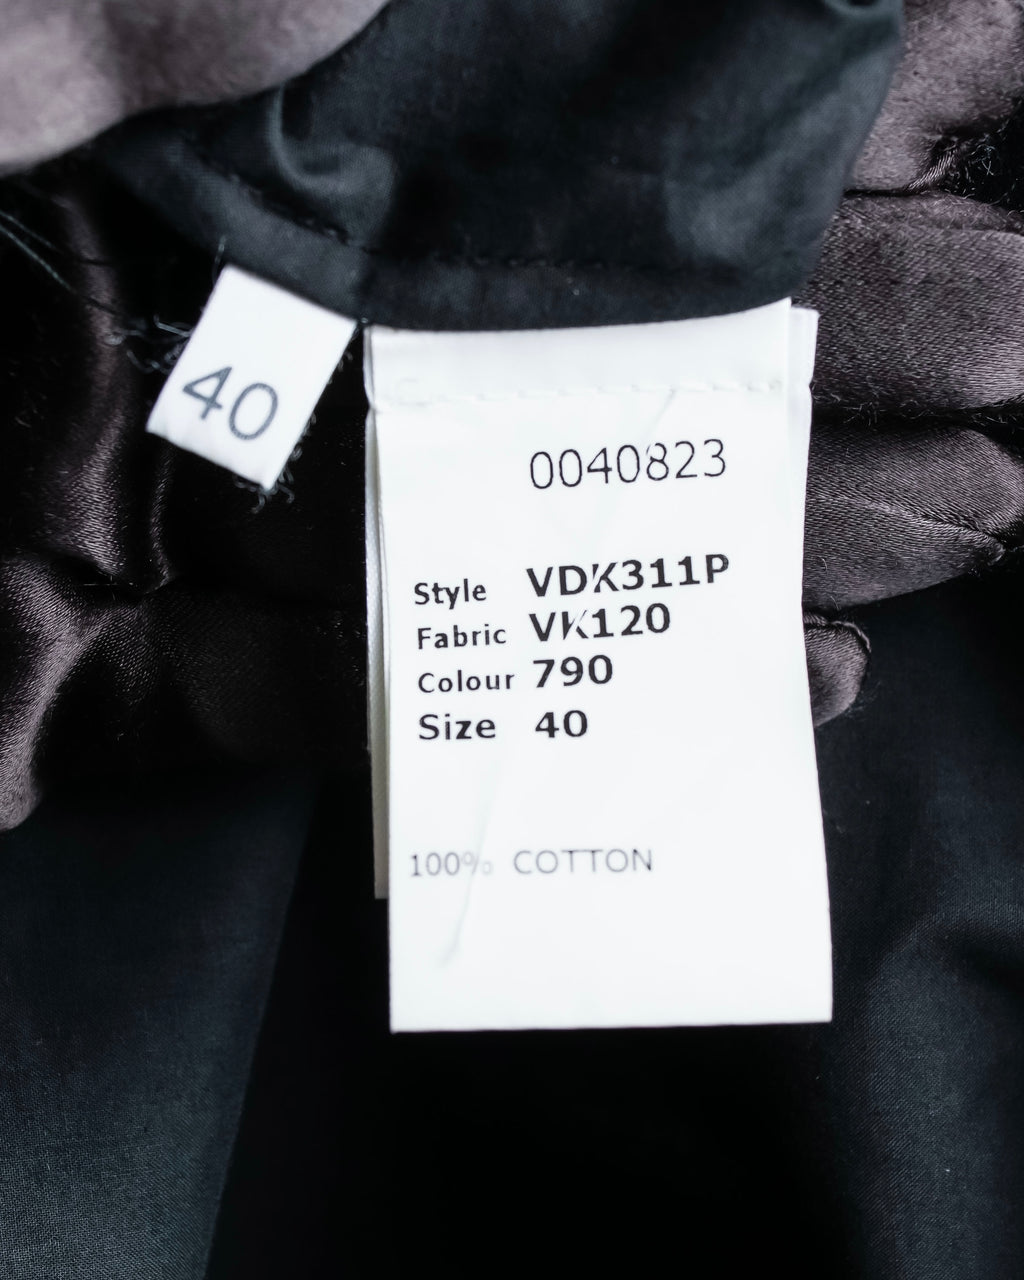 40
0040823
Style VDK311P
Fabric VK120
Colour 790
Size 40
100% COTTON